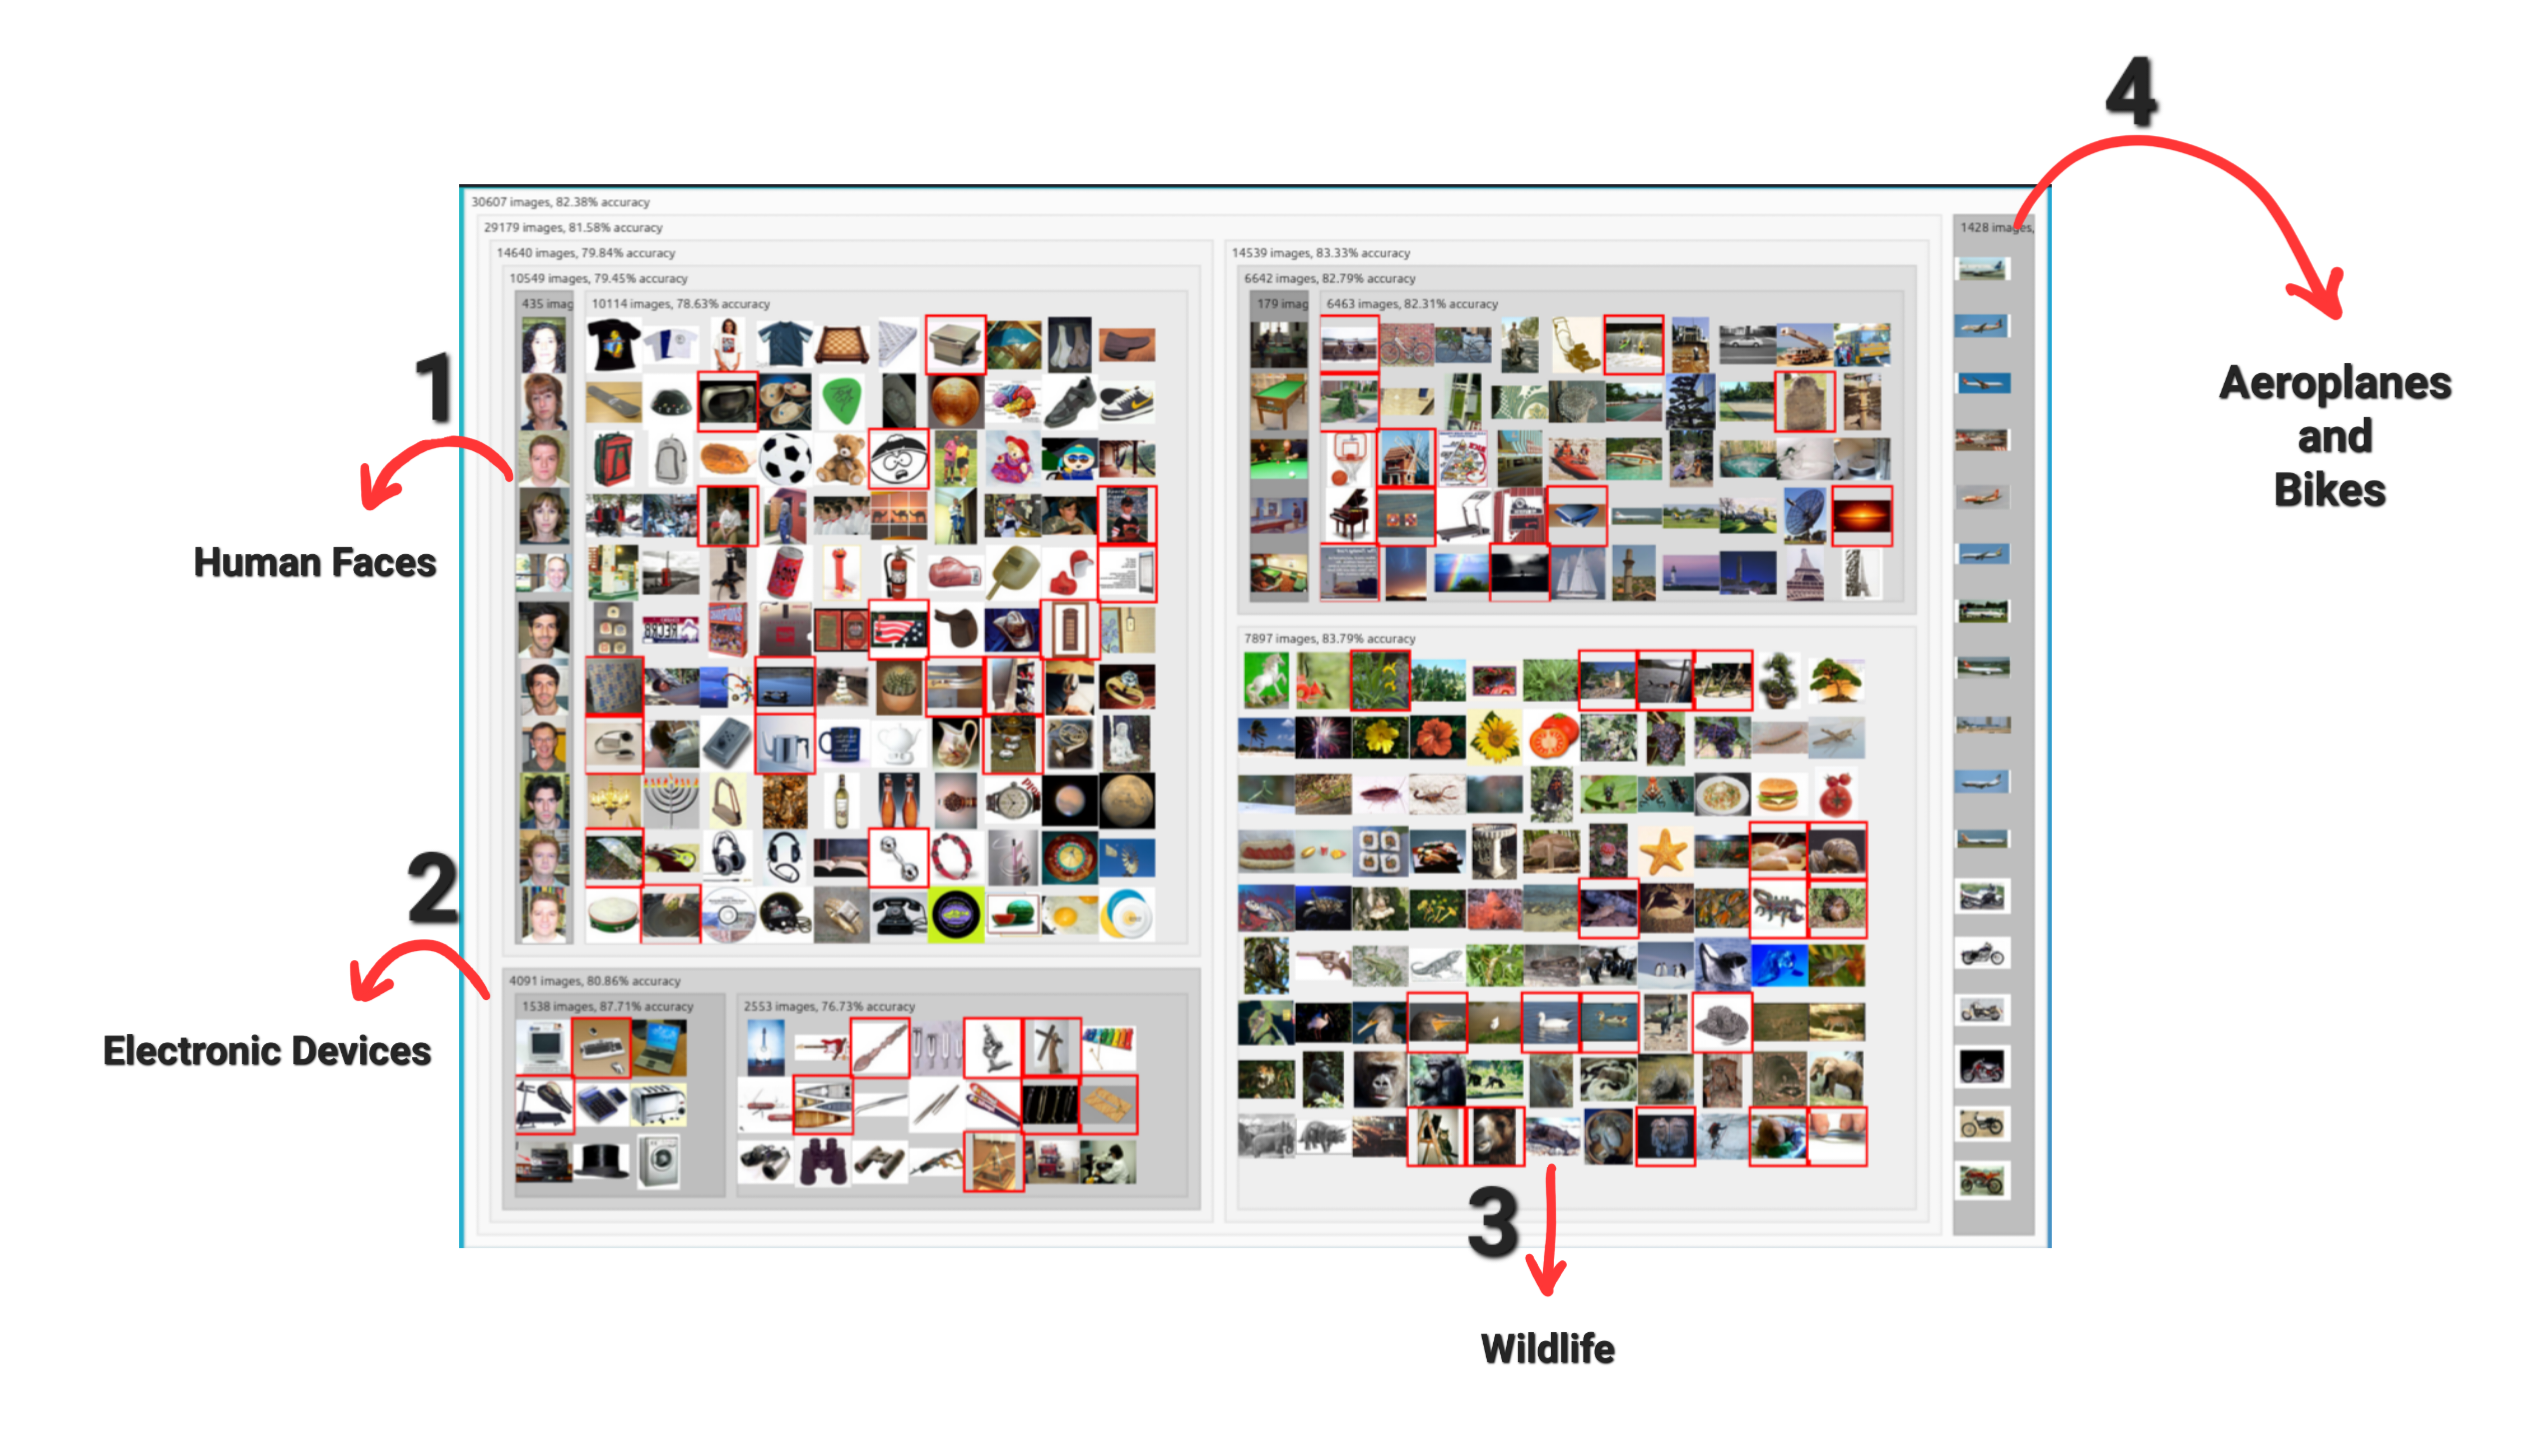 4
30607 images, 82.38% accuracy
29179 images, 81.58% accuracy
1428 images,
14640 images, 79.84% accuracy
14539 images, 83.33% accuracy
10549 images, 79.45% accuracy
6642 images, 82.79% accuracy
435 imag
10114 images, 78.63% accuracy
179 imag
6463 images, 82.31% accuracy
1
Aeroplanes
and
Bikes
Human Faces
7897 images, 83.79% accuracy
2
4091 images, 80.86% accuracy
1538 images, 87.71% accuracy
2553 images, 76.73% accuracy
Electronic Devices
3
Wildlife